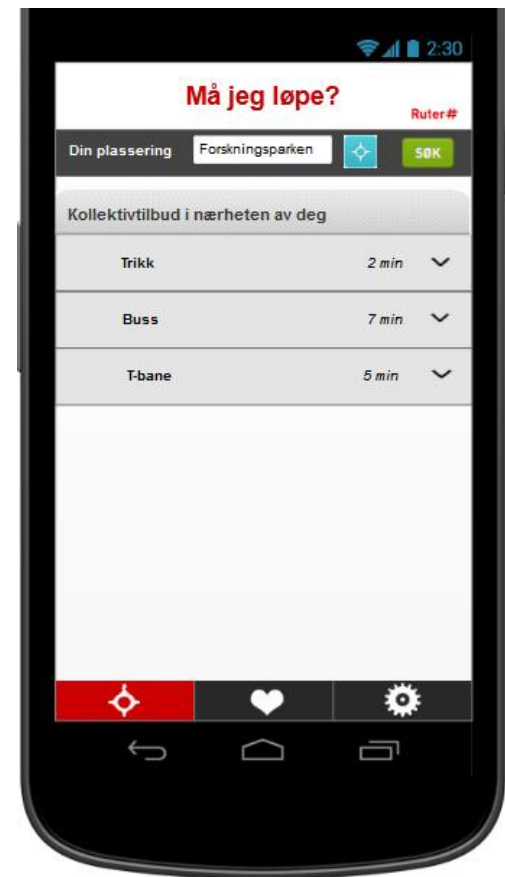 2:30
Må jeg løpe?
Ruter#
Din plassering Forskningsparken SØK
Kollektivtilbud i nærheten av deg
Trikk 2 min
Buss 7 min
T-bane 5 min